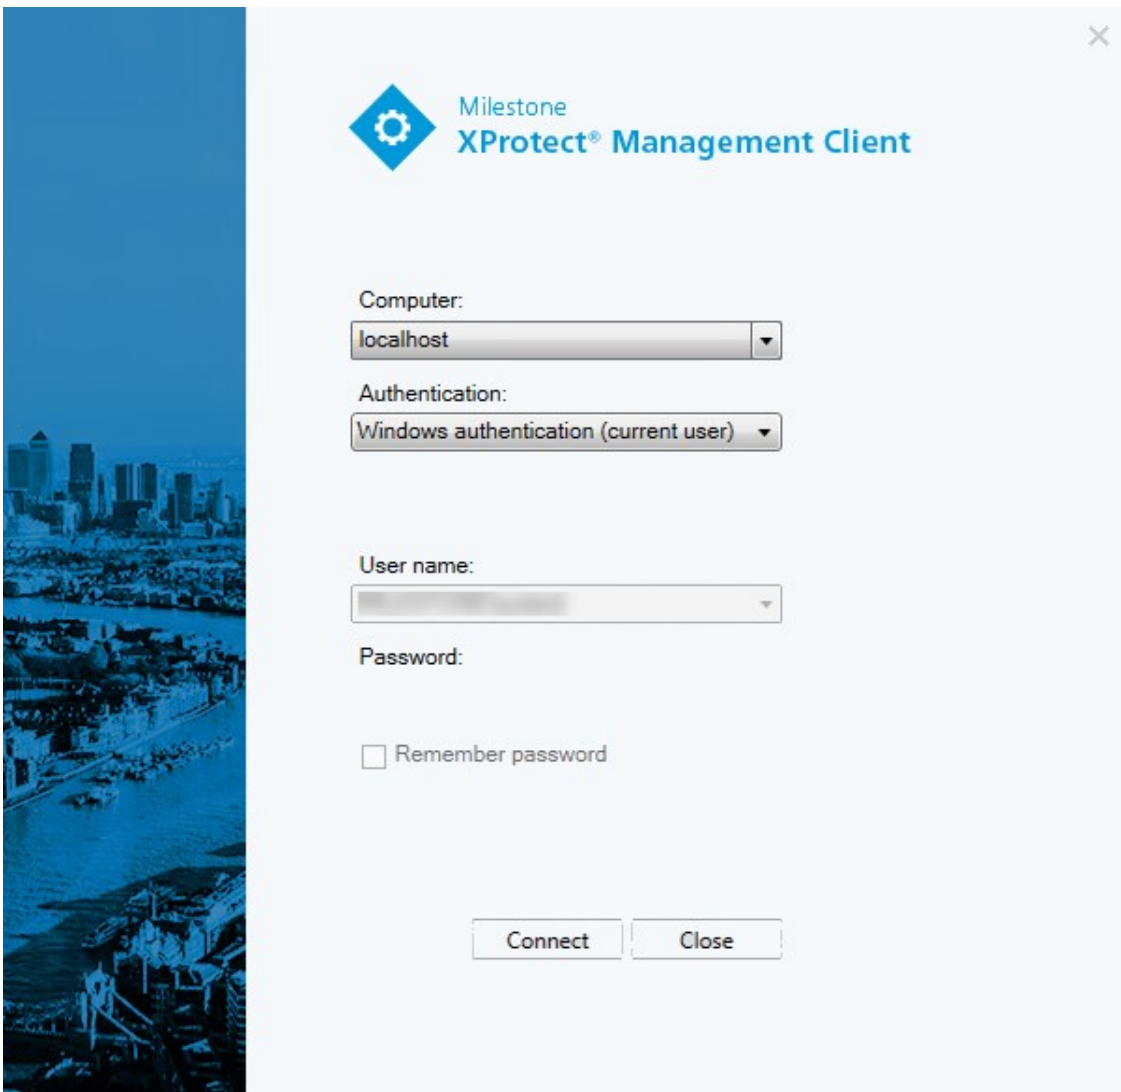 Milestone
XProtect® Management Client
Computer:
localhost
Authentication:
Windows authentication (current user)
User name:
Password:
Remember password
Connect
Close